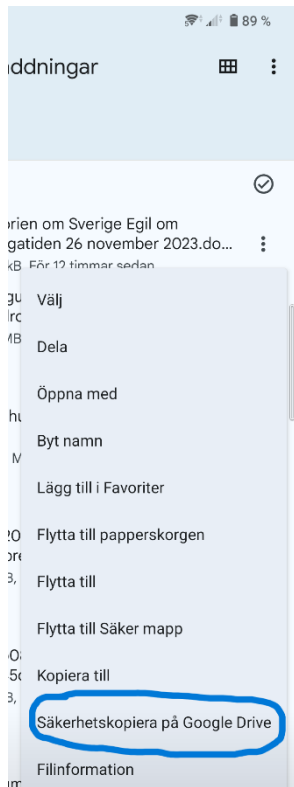 89 %
ddningar
rien om Sverige Egil om
gatiden 26 november 2023.do...
kB För 12 timmar sedan
Välj
Dela
Öppna med
Byt namn
Lägg till i Favoriter
Flytta till papperskorgen
Flytta till
Flytta till Säker mapp
Kopiera till
Säkerhetskopiera på Google Drive
Filinformation